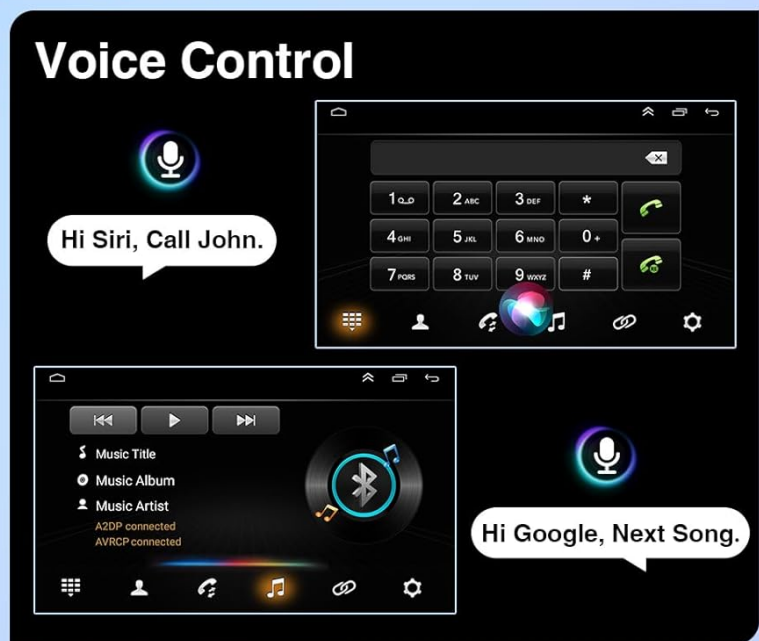 Voice Control
Hi Siri, Call John.
1
2 ABC
3 DEF
*
4 GHI
5 JKL
6 MNO
0 +
7 PQRS
8 TUV
9 WXYZ
#
Music Title
Music Album
Music Artist
A2DP connected
AVRCP connected
Hi Google, Next Song.